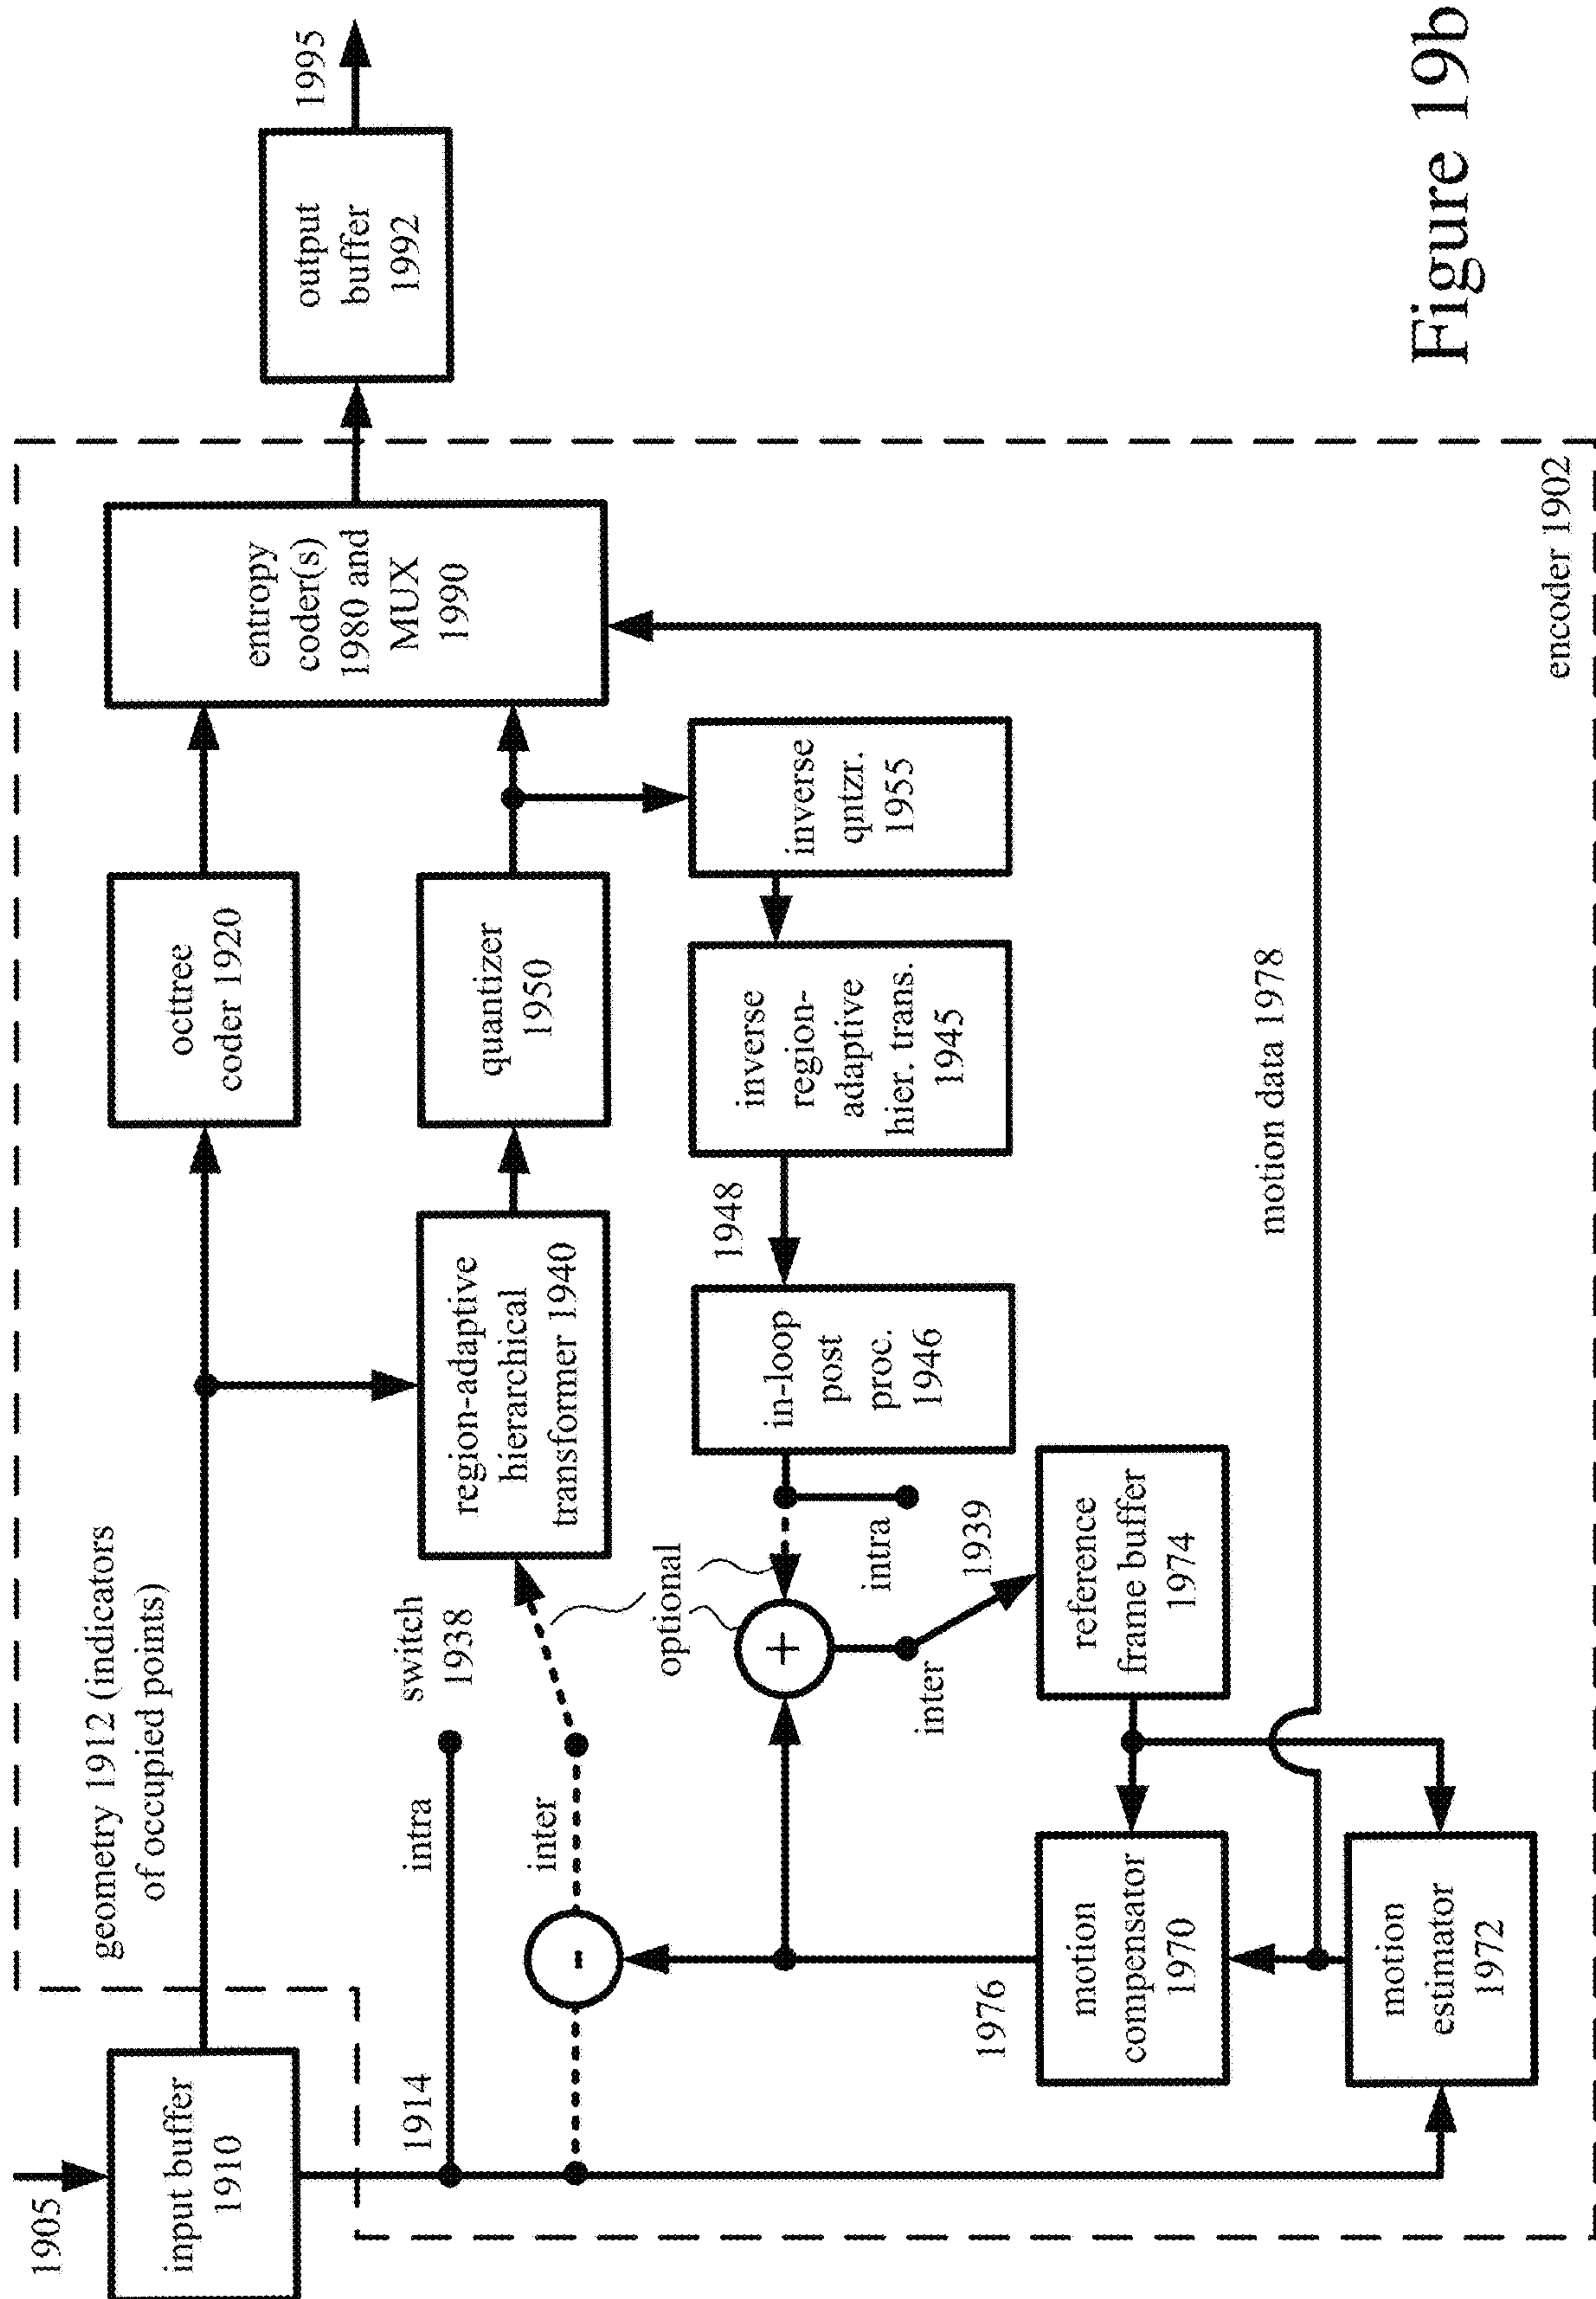 1905
input buffer
1910
geometry 1912 (indicators
of occupied points)
octtree
coder 1920
entropy
coder(s)
1980 and
MUX
1990
output
buffer
1992
1995
1914
intra
switch
1938
inter
region-adaptive
hierarchical
transformer 1940
quantizer
1950
optional
-
+
in-loop
post
proc.
1946
1948
inverse
region-
adaptive
hier. trans.
1945
inverse
qntzr.
1955
intra
inter
1939
1976
motion
compensator
1970
reference
frame buffer
1974
motion data 1978
motion
estimator
1972
encoder 1902
Figure 19b